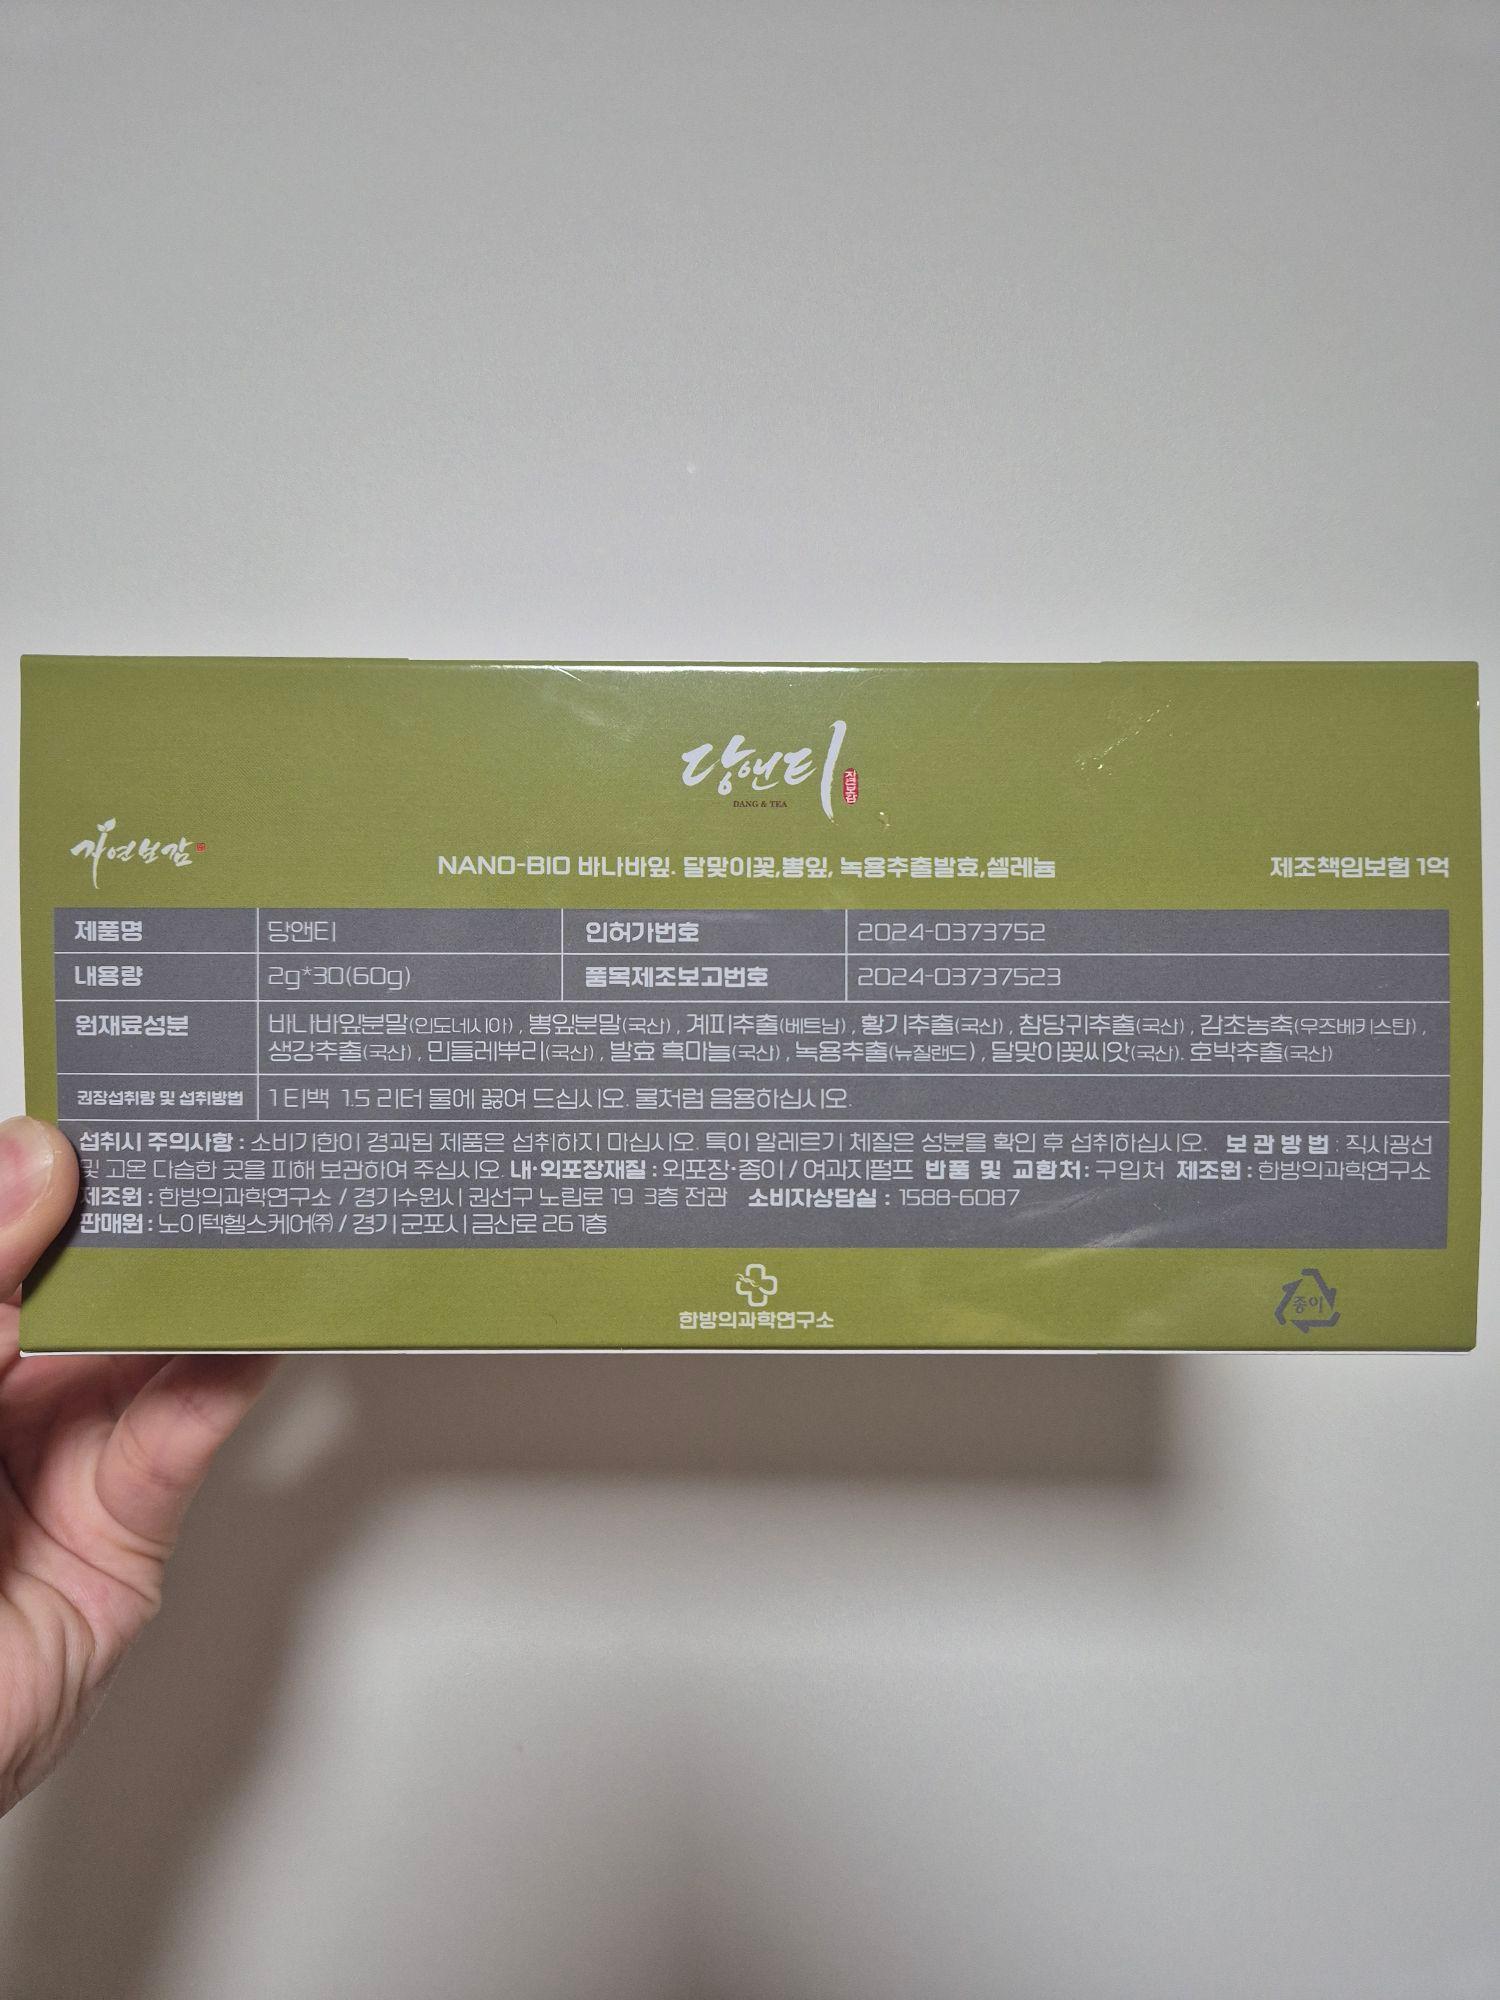 당앤티
자연보감
DANG & TEA
자연보감
NANO-BIO 바나바잎. 달맞이꽃,뽕잎, 녹용추출발효,셀레늄
제조책임보험 1억
제품명 당앤티 인허가번호 2024-0373752
내용량 2g*30(60g) 품목제조보고번호 2024-03737523
원재료성분 바나바잎분말(인도네시아) , 뽕잎분말(국산) , 계피추출(베트남) , 황기추출(국산) , 참당귀추출(국산) , 감초농축(우즈베키스탄) ,
생강추출(국산) , 민들레뿌리(국산) , 발효 흑마늘(국산) , 녹용추출(뉴질랜드) , 달맞이꽃씨앗(국산). 호박추출(국산)
권장섭취량 및 섭취방법 1 티백 1.5 리터 물에 끓여 드십시오. 물처럼 음용하십시오.
섭취시 주의사항 : 소비기한이 경과된 제품은 섭취하지 마십시오. 특이 알레르기 체질은 성분을 확인 후 섭취하십시오. 보 관 방 법 : 직사광선
및 고온 다습한 곳을 피해 보관하여 주십시오. 내·외포장재질 : 외포장·종이 / 여과지펄프 반품 및 교환처 : 구입처 제조원 : 한방의과학연구소
제조원 : 한방의과학연구소 / 경기수원시 권선구 노림로 19 3층 전관 소비자상담실 : 1588-6087
판매원 : 노이텍헬스케어㈜ / 경기 군포시 금산로 26 1층
한방의과학연구소
종이